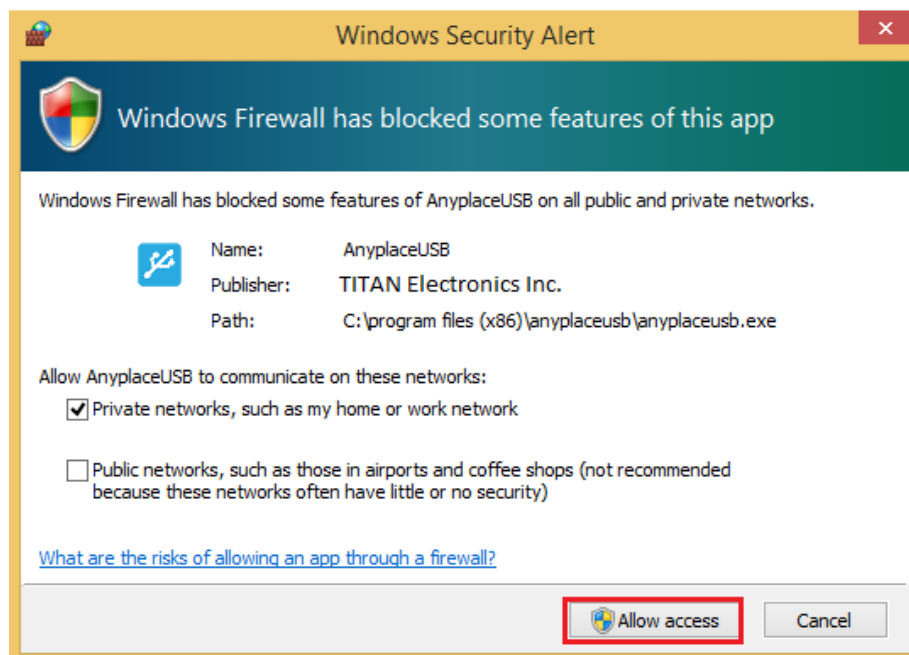 Windows Security Alert
Windows Firewall has blocked some features of this app
Windows Firewall has blocked some features of AnyplaceUSB on all public and private networks.
Name: AnyplaceUSB
Publisher: TITAN Electronics Inc.
Path: C:\program files (x86)\anyplaceusb\anyplaceusb.exe
Allow AnyplaceUSB to communicate on these networks:
Private networks, such as my home or work network
Public networks, such as those in airports and coffee shops (not recommended
because these networks often have little or no security)
What are the risks of allowing an app through a firewall?
Allow access Cancel